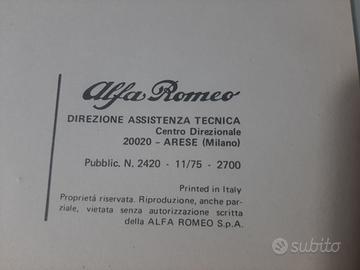 Alfa Romeo
DIREZIONE ASSISTENZA TECNICA
Centro Direzionale
20020 - ARESE (Milano)
Pubblic. N. 2420 - 11/75 - 2700
Printed in Italy
Proprietà riservata. Riproduzione, anche par-
ziale, vietata senza autorizzazione scritta
della ALFA ROMEO S.p.A.
subito